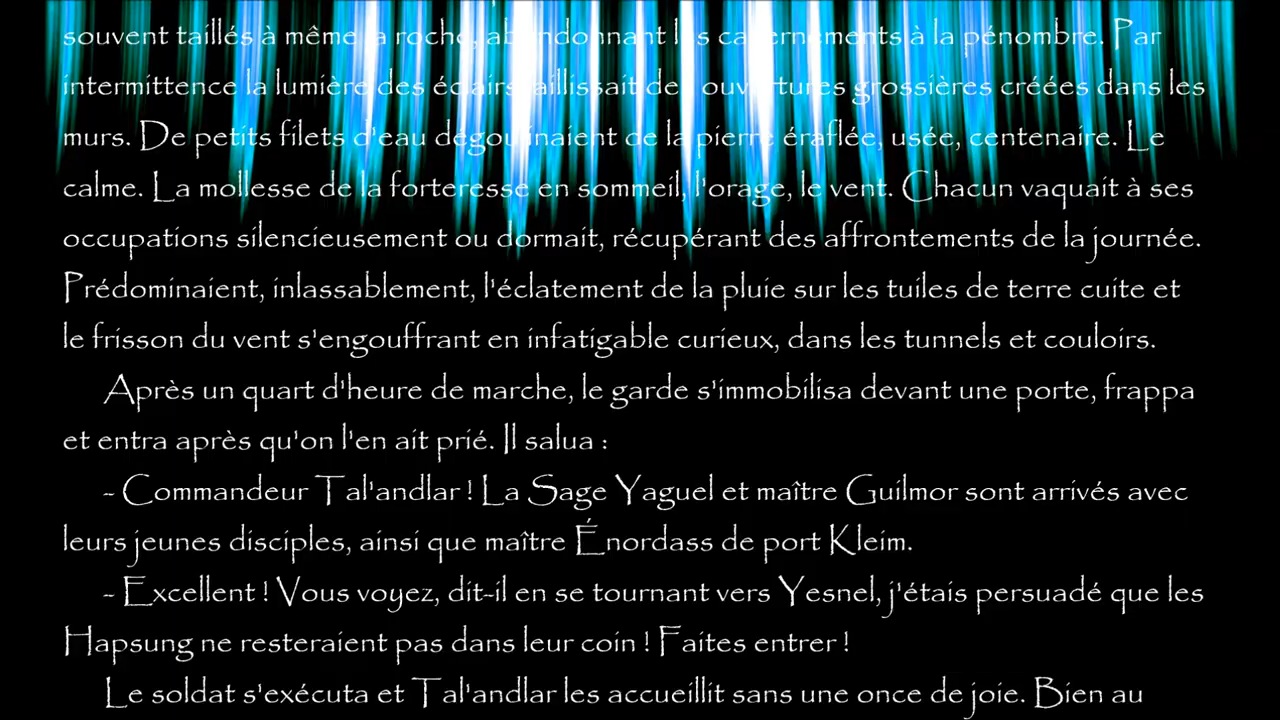 souvent taillés à même la roche, abandonnant les casernements à la pénombre. Par
intermittence la lumière des éclairs jaillissait des ouvertures grossières créées dans les
murs. De petits filets d'eau dégoulinaient de la pierre éraflée, usée, centenaire. Le
calme. La mollesse de la forteresse en sommeil, l'orage, le vent. Chacun vaquait à ses
occupations silencieusement ou dormait, récupérant des affrontements de la journée.
Prédominaient, inlassablement, l'éclatement de la pluie sur les tuiles de terre cuite et
le frisson du vent s'engouffrant en infatigable curieux, dans les tunnels et couloirs.
Après un quart d'heure de marche, le garde s'immobilisa devant une porte, frappa
et entra après qu'on l'en ait prié. Il salua :
- Commandeur Tal'andlar ! La Sage Yaguel et maître Guilmor sont arrivés avec
leurs jeunes disciples, ainsi que maître Énordass de port Kleim.
- Excellent ! Vous voyez, dit-il en se tournant vers Yesnel, j'étais persuadé que les
Hapsung ne resteraient pas dans leur coin ! Faites entrer !
Le soldat s'exécuta et Tal'andlar les accueillit sans une once de joie. Bien au